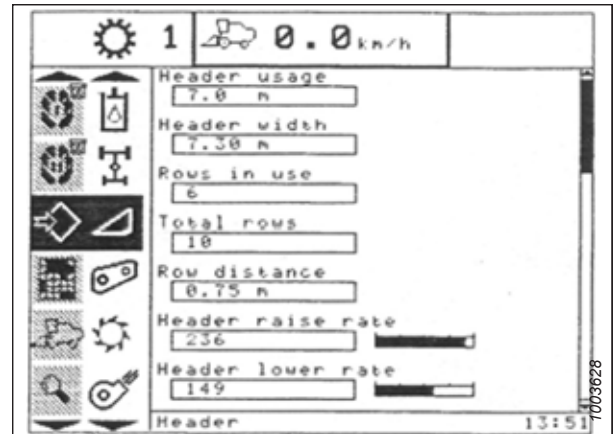 1 0.0 km/h
Header usage
7.0 m
Header width
7.30 m
Rows in use
6
Total rows
10
Row distance
0.75 m
Header raise rate
236
Header lower rate
149
Header 13:51
1003628